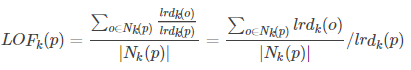 LOF_k(p) = \frac{\sum_{o \in N_k(p)} \frac{lrd_k(o)}{lrd_k(p)}}{|N_k(p)|} = \frac{\sum_{o \in N_k(p)} lrd_k(o)}{|N_k(p)|} / lrd_k(p)